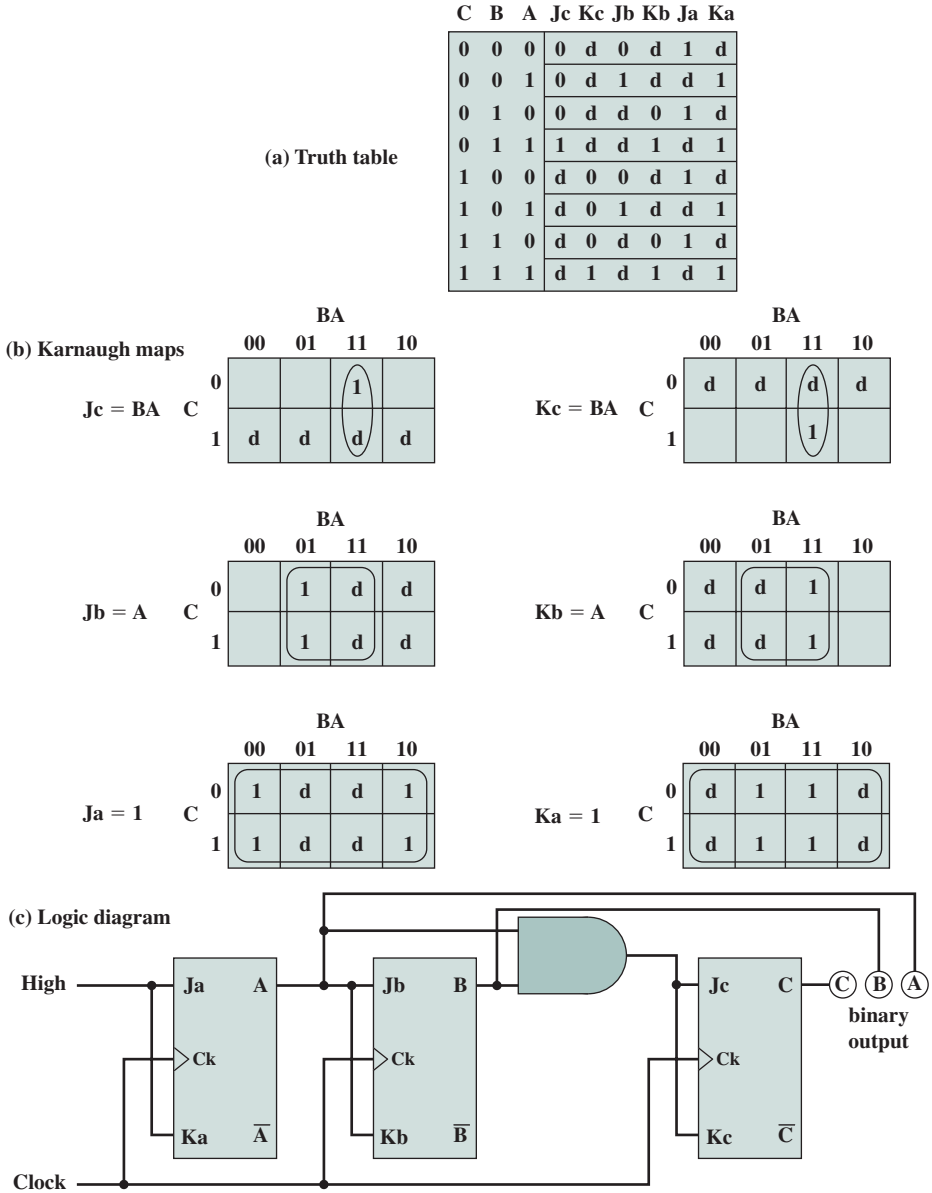 C B A Jc Kc Jb Kb Ja Ka
0 0 0 0 d 0 d 1 d
0 0 1 0 d 1 d d 1
0 1 0 0 d d 0 1 d
(a) Truth table
0 1 1 1 d d 1 d 1
1 0 0 d 0 0 d 1 d
1 0 1 d 0 1 d d 1
1 1 0 d 0 d 0 1 d
1 1 1 d 1 d 1 d 1
(b) Karnaugh maps
BA
00 01 11 10
Jc = BA C
0 1
1 d d d d
BA
00 01 11 10
Kc = BA C
0 d d d d
1 1
BA
00 01 11 10
Jb = A C
0 1 d d
1 1 d d
BA
00 01 11 10
Kb = A C
0 d d 1
1 d d 1
BA
00 01 11 10
Ja = 1 C
0 1 d d 1
1 1 d d 1
BA
00 01 11 10
Ka = 1 C
0 d 1 1 d
1 d 1 1 d
(c) Logic diagram
High Ja A Jb B Jc C C B A
binary
output
Ck Ck Ck
Ka A̅ Kb B̅ Kc C̅
Clock